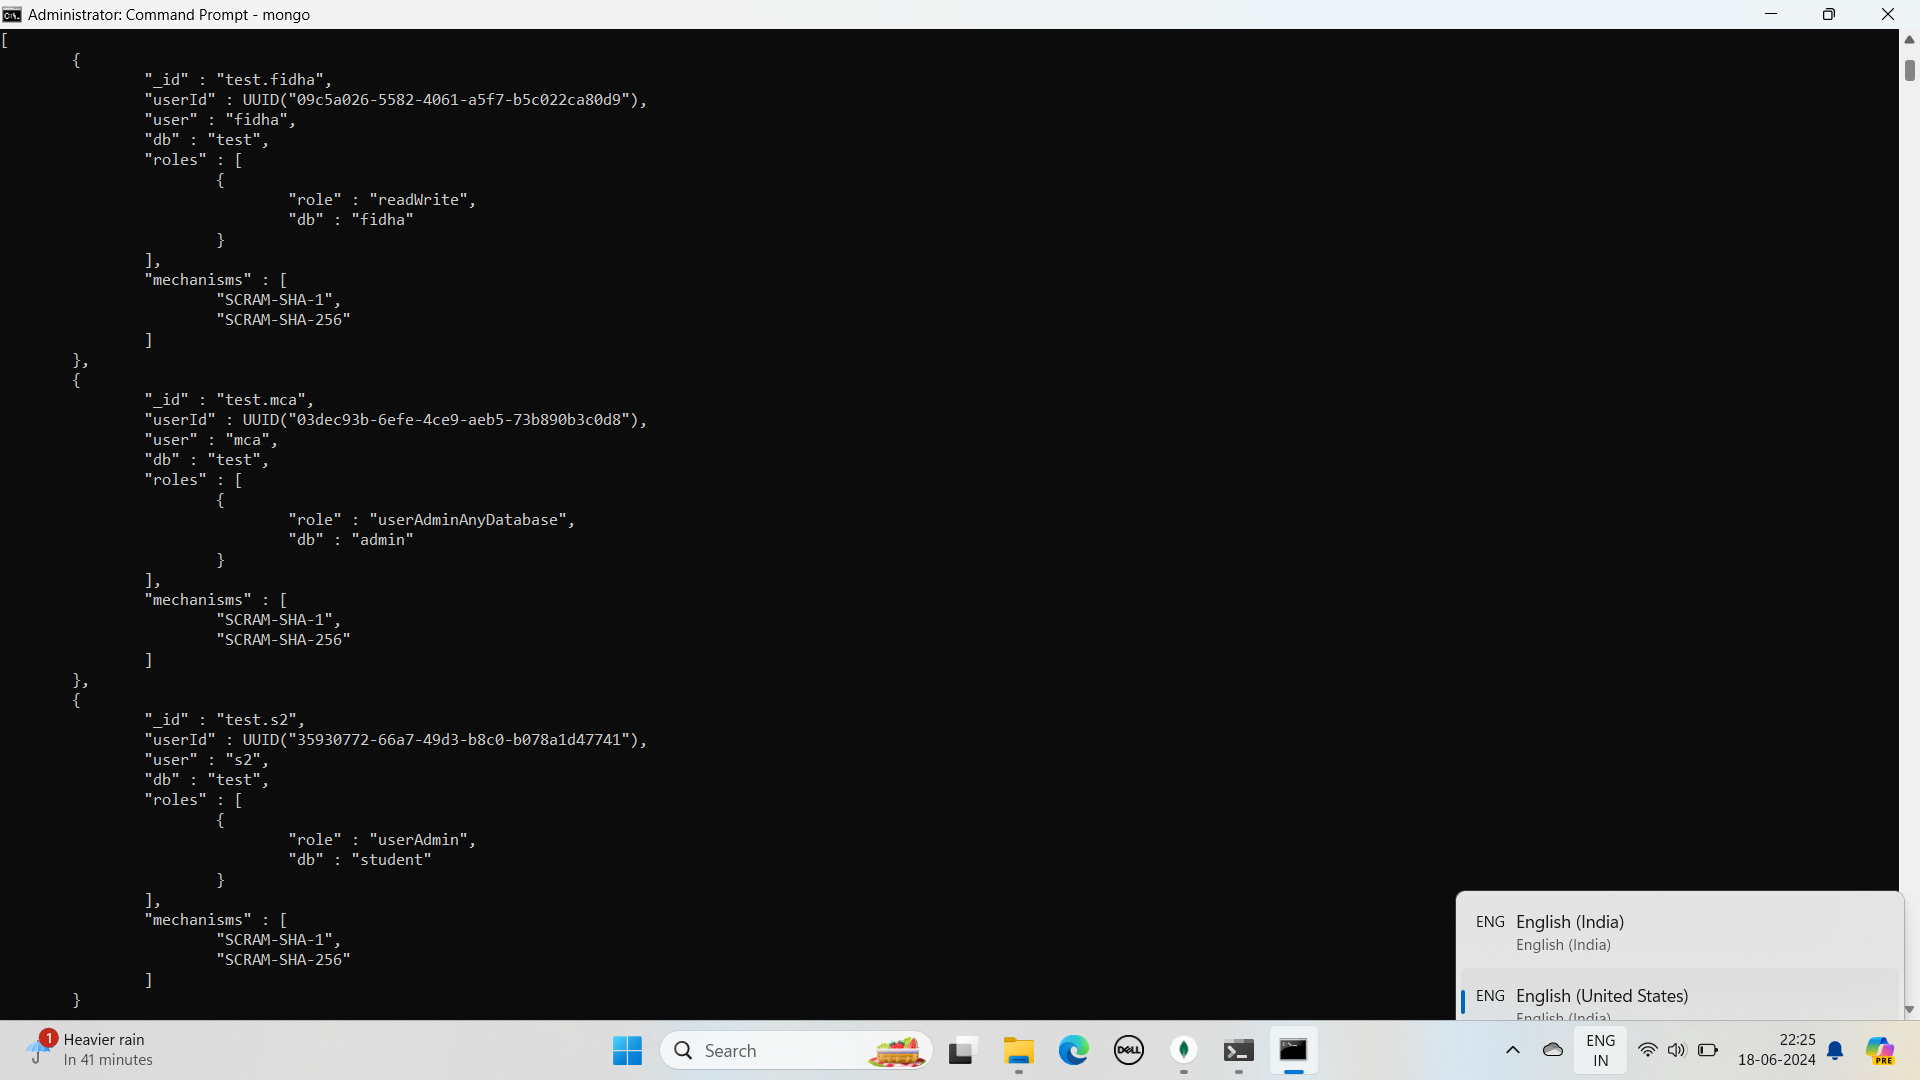 Administrator: Command Prompt - mongo
[
{
"_id" : "test.fidha",
"userId" : UUID("09c5a026-5582-4061-a5f7-b5c022ca80d9"),
"user" : "fidha",
"db" : "test",
"roles" : [
{
"role" : "readWrite",
"db" : "fidha"
}
],
"mechanisms" : [
"SCRAM-SHA-1",
"SCRAM-SHA-256"
]
},
{
"_id" : "test.mca",
"userId" : UUID("03dec93b-6efe-4ce9-aeb5-73b890b3c0d8"),
"user" : "mca",
"db" : "test",
"roles" : [
{
"role" : "userAdminAnyDatabase",
"db" : "admin"
}
],
"mechanisms" : [
"SCRAM-SHA-1",
"SCRAM-SHA-256"
]
},
{
"_id" : "test.s2",
"userId" : UUID("35930772-66a7-49d3-b8c0-b078a1d47741"),
"user" : "s2",
"db" : "test",
"roles" : [
{
"role" : "userAdmin",
"db" : "student"
}
],
"mechanisms" : [
"SCRAM-SHA-1",
"SCRAM-SHA-256"
]
}
ENG English (India)
English (India)
ENG English (United States)
English (India)
1
Heavier rain
In 41 minutes
Search
DELL
ENG
IN
22:25
18-06-2024
PRE